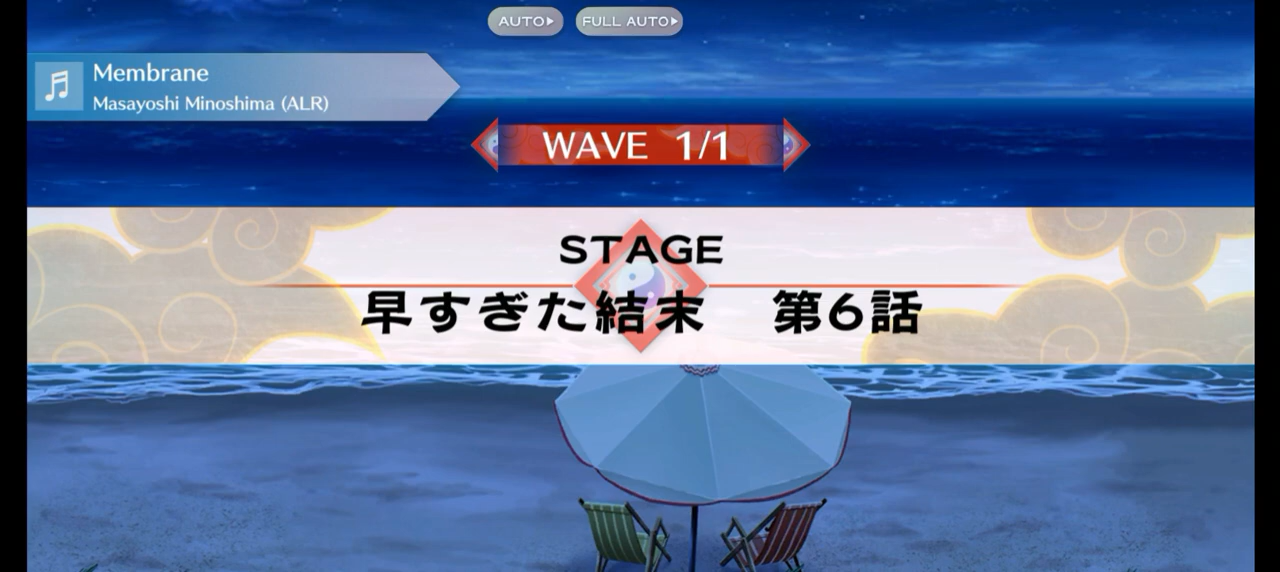 AUTO FULL AUTO
Membrane
Masayoshi Minoshima (ALR)
WAVE 1/1
STAGE
早すぎた結末　第6話